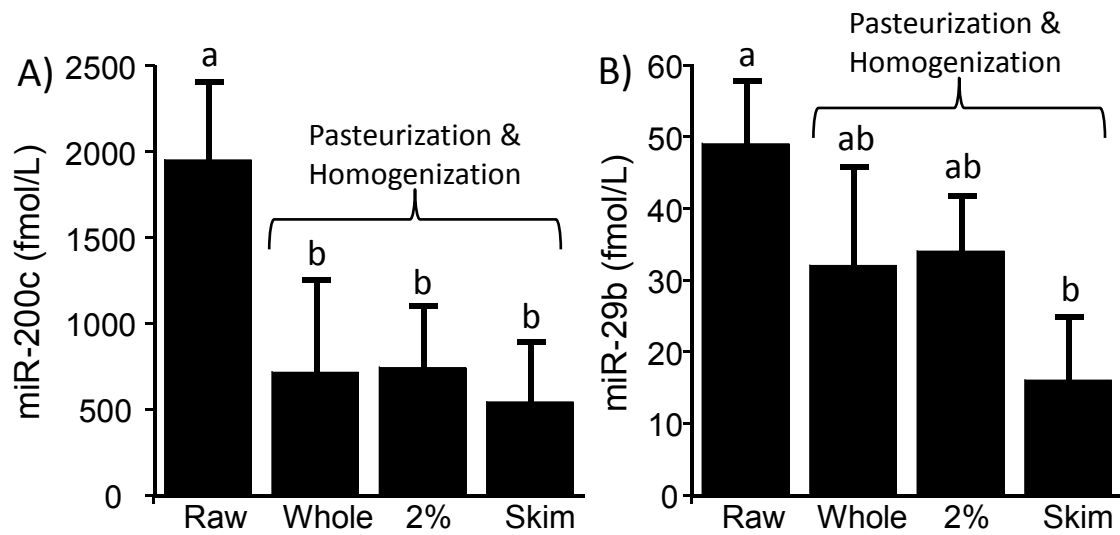 A)
miR-200c (fmol/L)
2500
2000
1500
1000
500
0
a
Pasteurization &
Homogenization
b
b
b
Raw
Whole
2%
Skim
B)
miR-29b (fmol/L)
60
50
40
30
20
10
0
Pasteurization &
Homogenization
a
ab
ab
b
Raw
Whole
2%
Skim